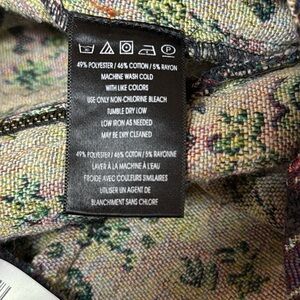 P
49% POLYESTER / 46% COTTON / 5% RAYON
MACHINE WASH COLD
WITH LIKE COLORS
USE ONLY NON-CHLORINE BLEACH
TUMBLE DRY LOW
LOW IRON AS NEEDED
MAY BE DRY CLEANED
49% POLYESTER / 46% COTTON / 5% RAYONNE
LAVER À LA MACHINE À L'EAU
FROIDE AVEC COULEURS SIMILAIRES
UTILISER UN AGENT DE
BLANCHIMENT SANS CHLORE